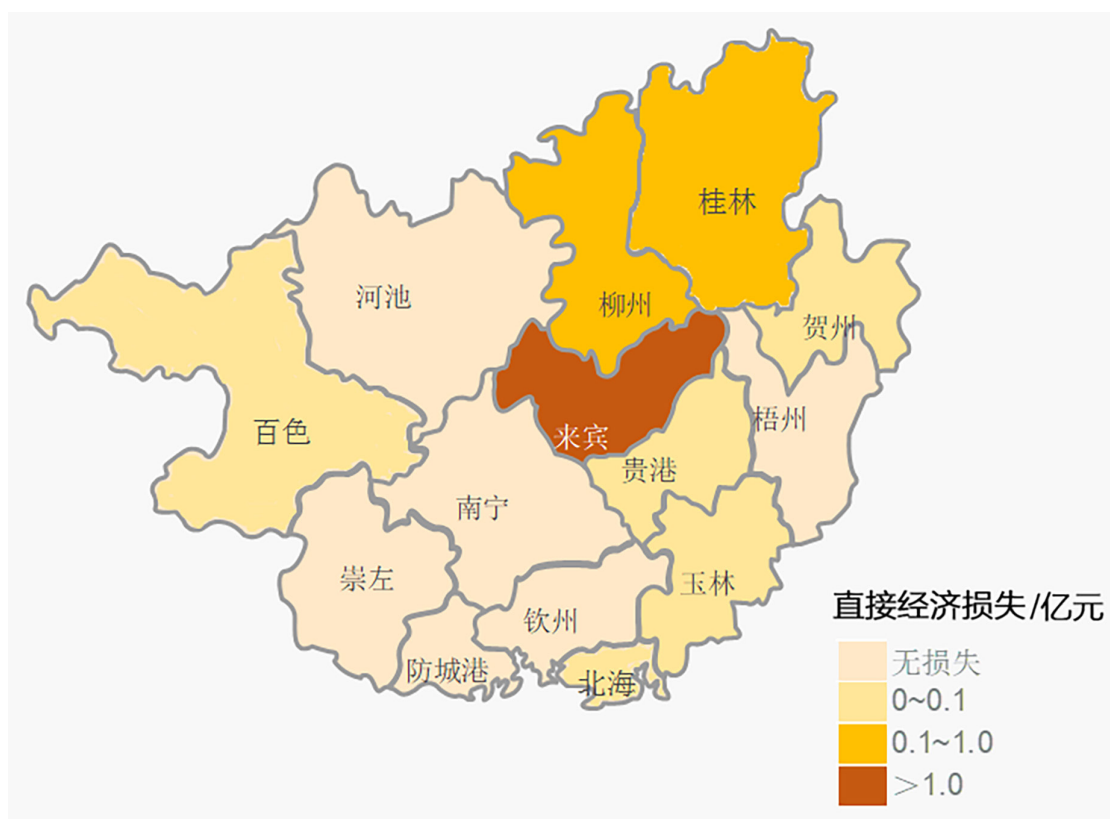 桂林
河池
柳州
贺州
百色
来宾
梧州
贵港
南宁
崇左
玉林
钦州
防城港
北海
直接经济损失/亿元
无损失
0~0.1
0.1~1.0
＞1.0